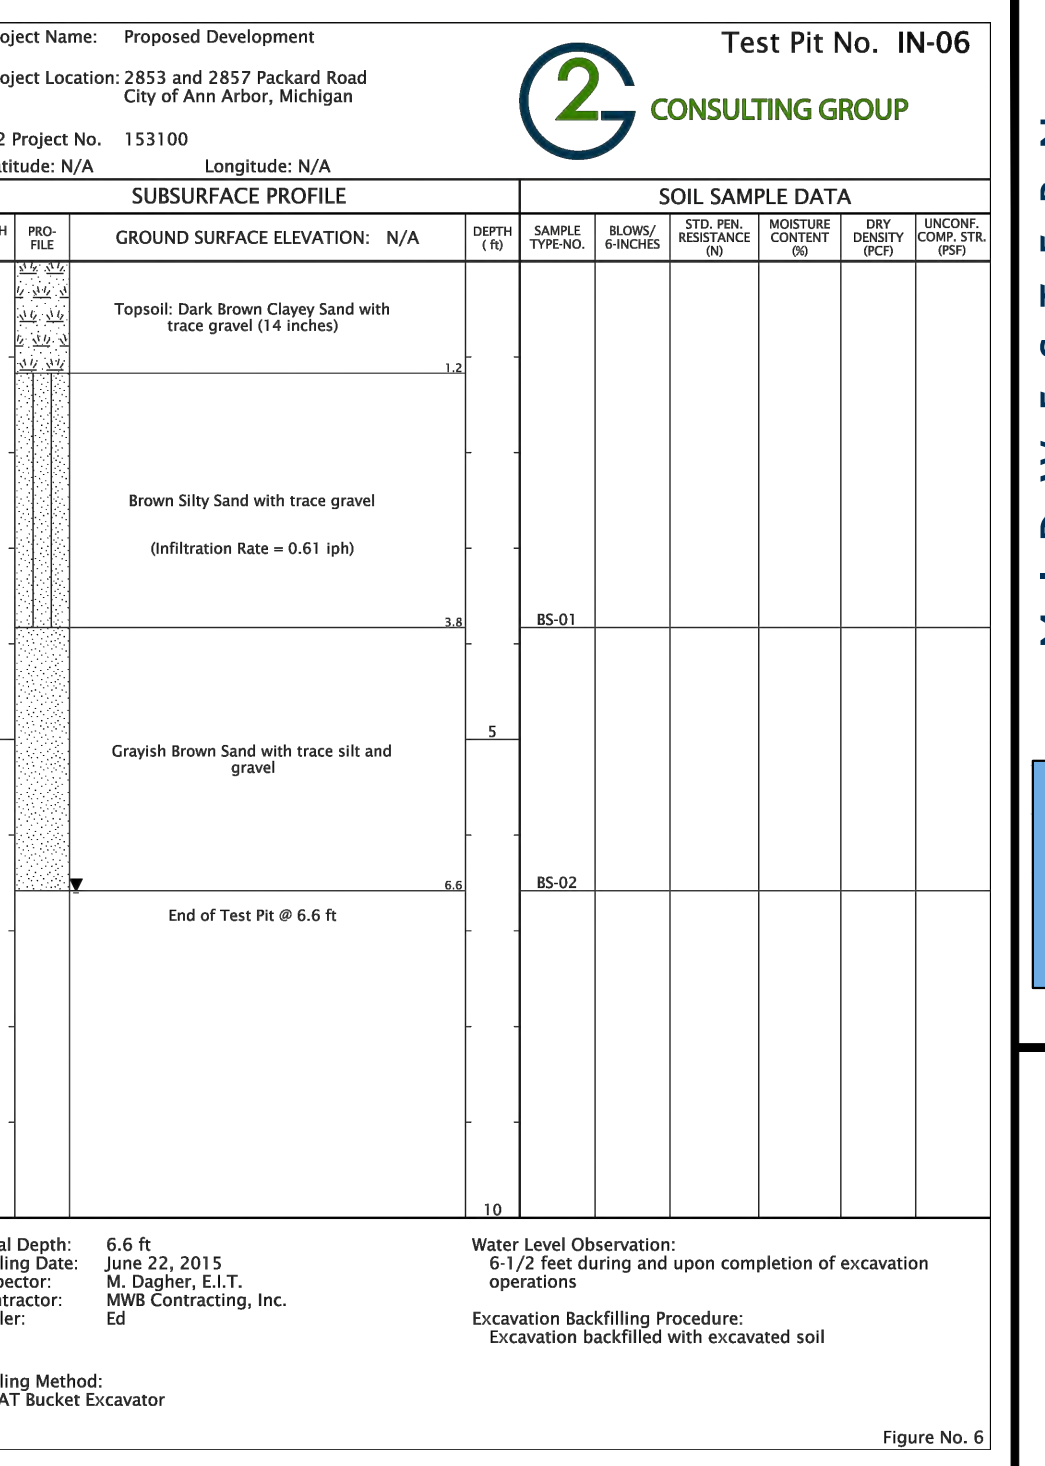 oject Name: Proposed Development
Test Pit No. IN-06
oject Location: 2853 and 2857 Packard Road
City of Ann Arbor, Michigan
G2 CONSULTING GROUP
2 Project No. 153100
titude: N/A Longitude: N/A
SUBSURFACE PROFILE SOIL SAMPLE DATA
H PRO-
FILE
GROUND SURFACE ELEVATION: N/A
DEPTH
( ft)
SAMPLE
TYPE-NO.
BLOWS/
6-INCHES
STD. PEN.
RESISTANCE
(N)
MOISTURE
CONTENT
(%)
DRY
DENSITY
(PCF)
UNCONF.
COMP. STR.
(PSF)
Topsoil: Dark Brown Clayey Sand with
trace gravel (14 inches)
1.2
Brown Silty Sand with trace gravel
(Infiltration Rate = 0.61 iph)
3.8 BS-01
5
Grayish Brown Sand with trace silt and
gravel
6.6 BS-02
End of Test Pit @ 6.6 ft
10
al Depth: 6.6 ft
ling Date: June 22, 2015
pector: M. Dagher, E.I.T.
ntractor: MWB Contracting, Inc.
ler: Ed
Water Level Observation:
6-1/2 feet during and upon completion of excavation
operations
Excavation Backfilling Procedure:
Excavation backfilled with excavated soil
ling Method:
AT Bucket Excavator
Figure No. 6